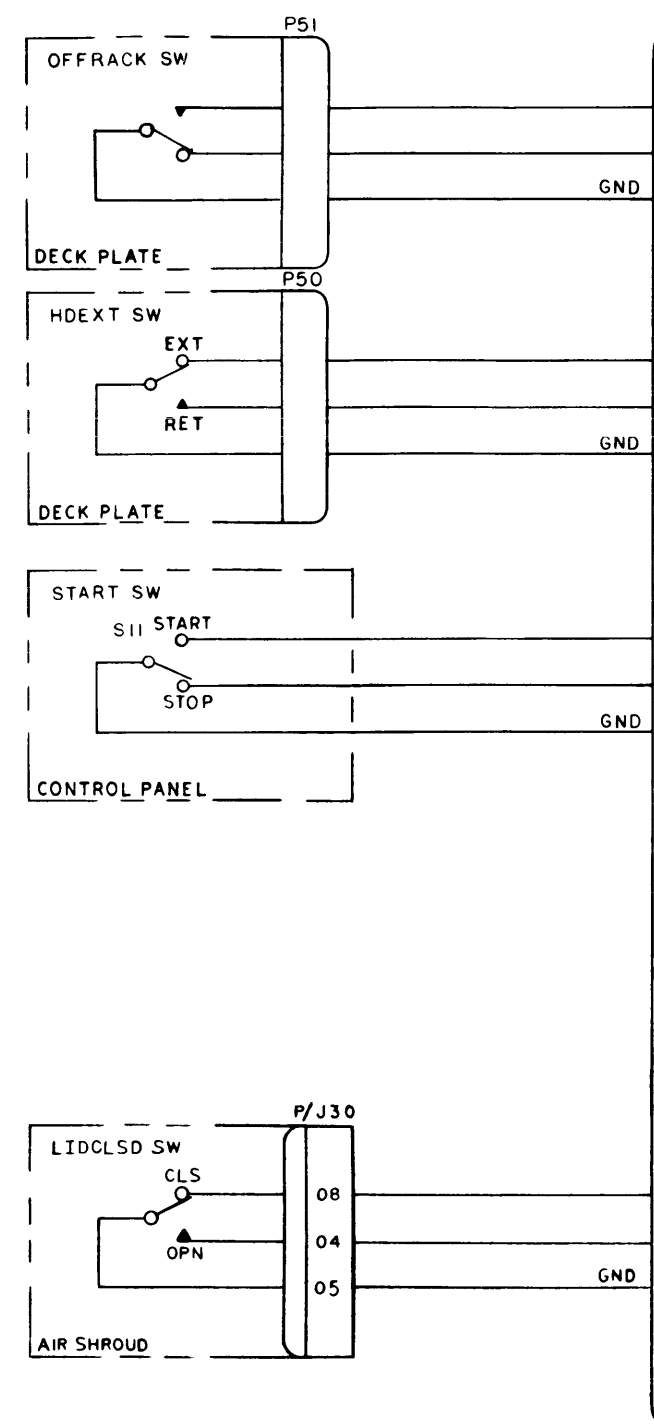 P51
OFFRACK SW
GND
DECK PLATE
P50
HDEXT SW
EXT
RET
GND
DECK PLATE
START SW
S11 START
STOP
GND
CONTROL PANEL
P/J30
LIDCLSD SW
CLS
08
OPN
04
05
GND
AIR SHROUD